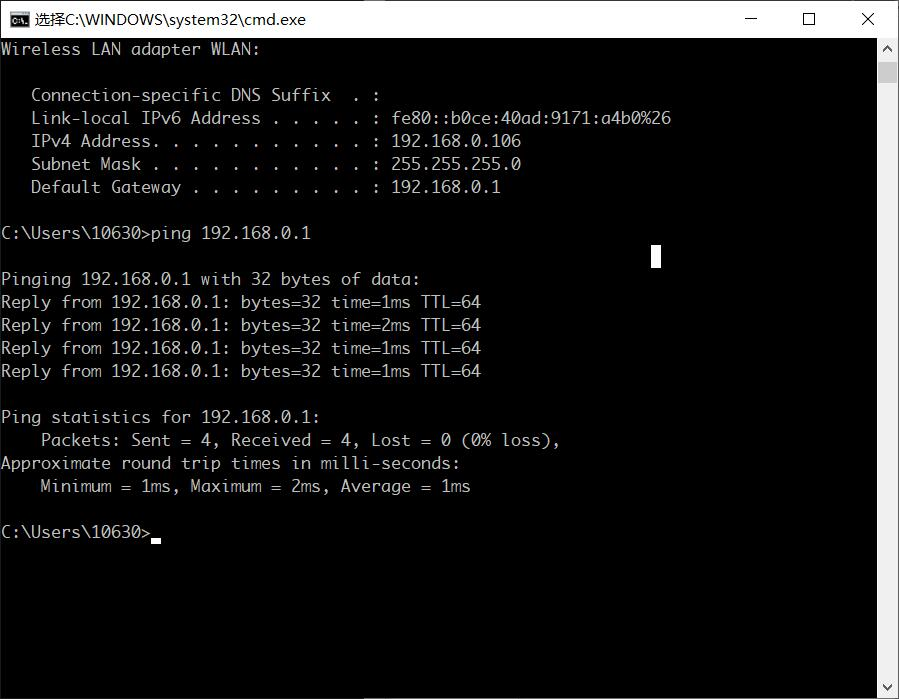 选择C:\WINDOWS\system32\cmd.exe
Wireless LAN adapter WLAN:
Connection-specific DNS Suffix  . :
Link-local IPv6 Address . . . . . : fe80::b0ce:40ad:9171:a4b0%26
IPv4 Address. . . . . . . . . . . : 192.168.0.106
Subnet Mask . . . . . . . . . . . : 255.255.255.0
Default Gateway . . . . . . . . . : 192.168.0.1
C:\Users\10630>ping 192.168.0.1
Pinging 192.168.0.1 with 32 bytes of data:
Reply from 192.168.0.1: bytes=32 time=1ms TTL=64
Reply from 192.168.0.1: bytes=32 time=2ms TTL=64
Reply from 192.168.0.1: bytes=32 time=1ms TTL=64
Reply from 192.168.0.1: bytes=32 time=1ms TTL=64
Ping statistics for 192.168.0.1:
Packets: Sent = 4, Received = 4, Lost = 0 (0% loss),
Approximate round trip times in milli-seconds:
Minimum = 1ms, Maximum = 2ms, Average = 1ms
C:\Users\10630>